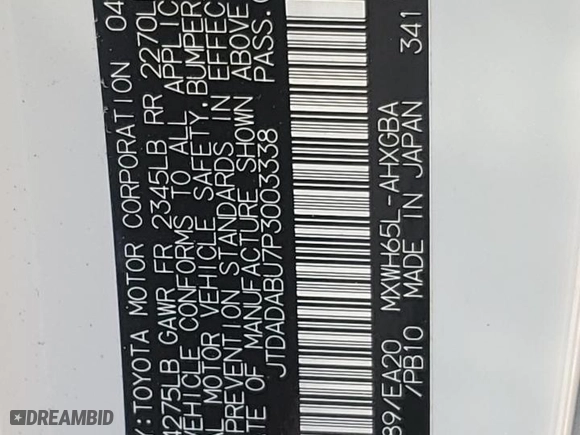 Y:TOYOTA MOTOR CORPORATION 04
4275LB GAWR FR 2345LB RR 2270L
VEHICLE CONFORMS TO ALL APPLIC
AL MOTOR VEHICLE SAFETY, BUMPER
PREVENTION STANDARDS IN EFFEC
TE OF MANUFACTURE SHOWN ABOVE
JTDADABU7P3003338 PASS.C
89/EA20 MXWH65L-AHXGBA
/PB10 MADE IN JAPAN 341
DREAMBID